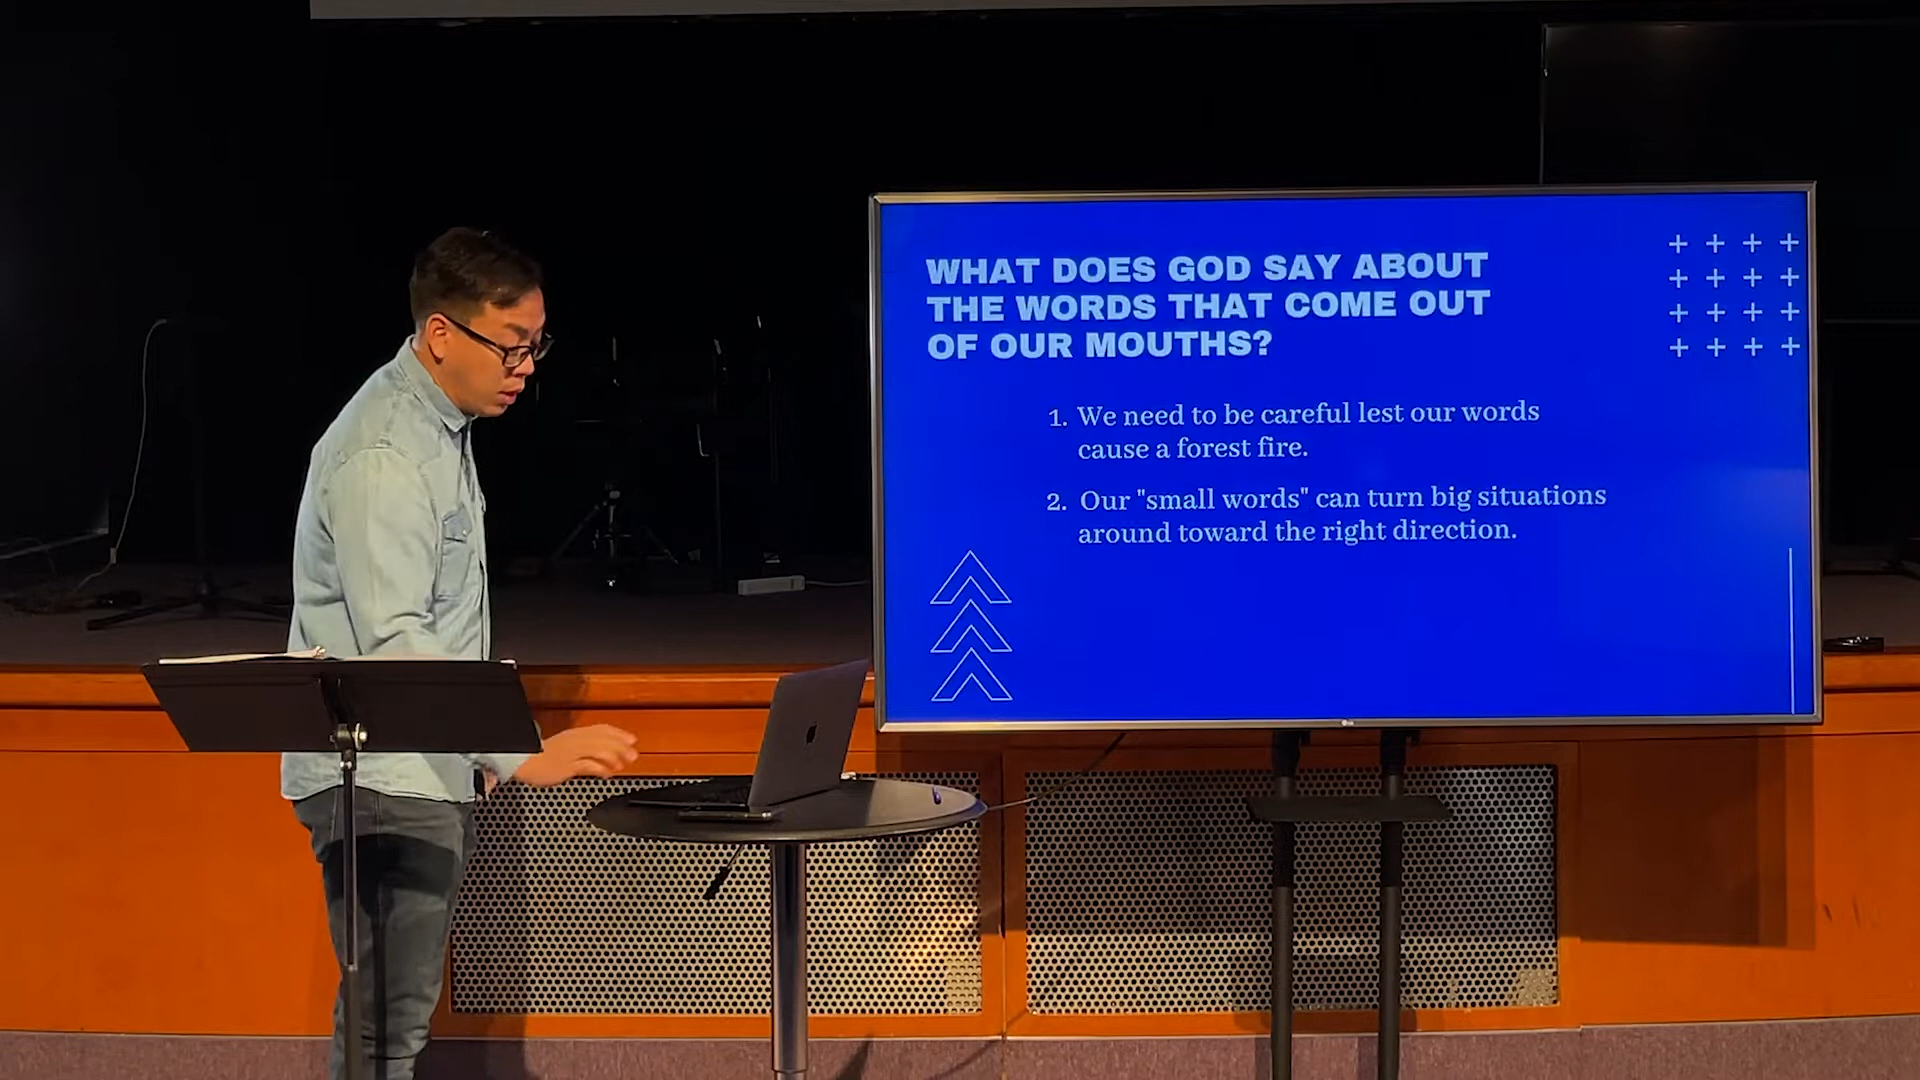 WHAT DOES GOD SAY ABOUT
THE WORDS THAT COME OUT
OF OUR MOUTHS?
1. We need to be careful lest our words
cause a forest fire.
2. Our "small words" can turn big situations
around toward the right direction.